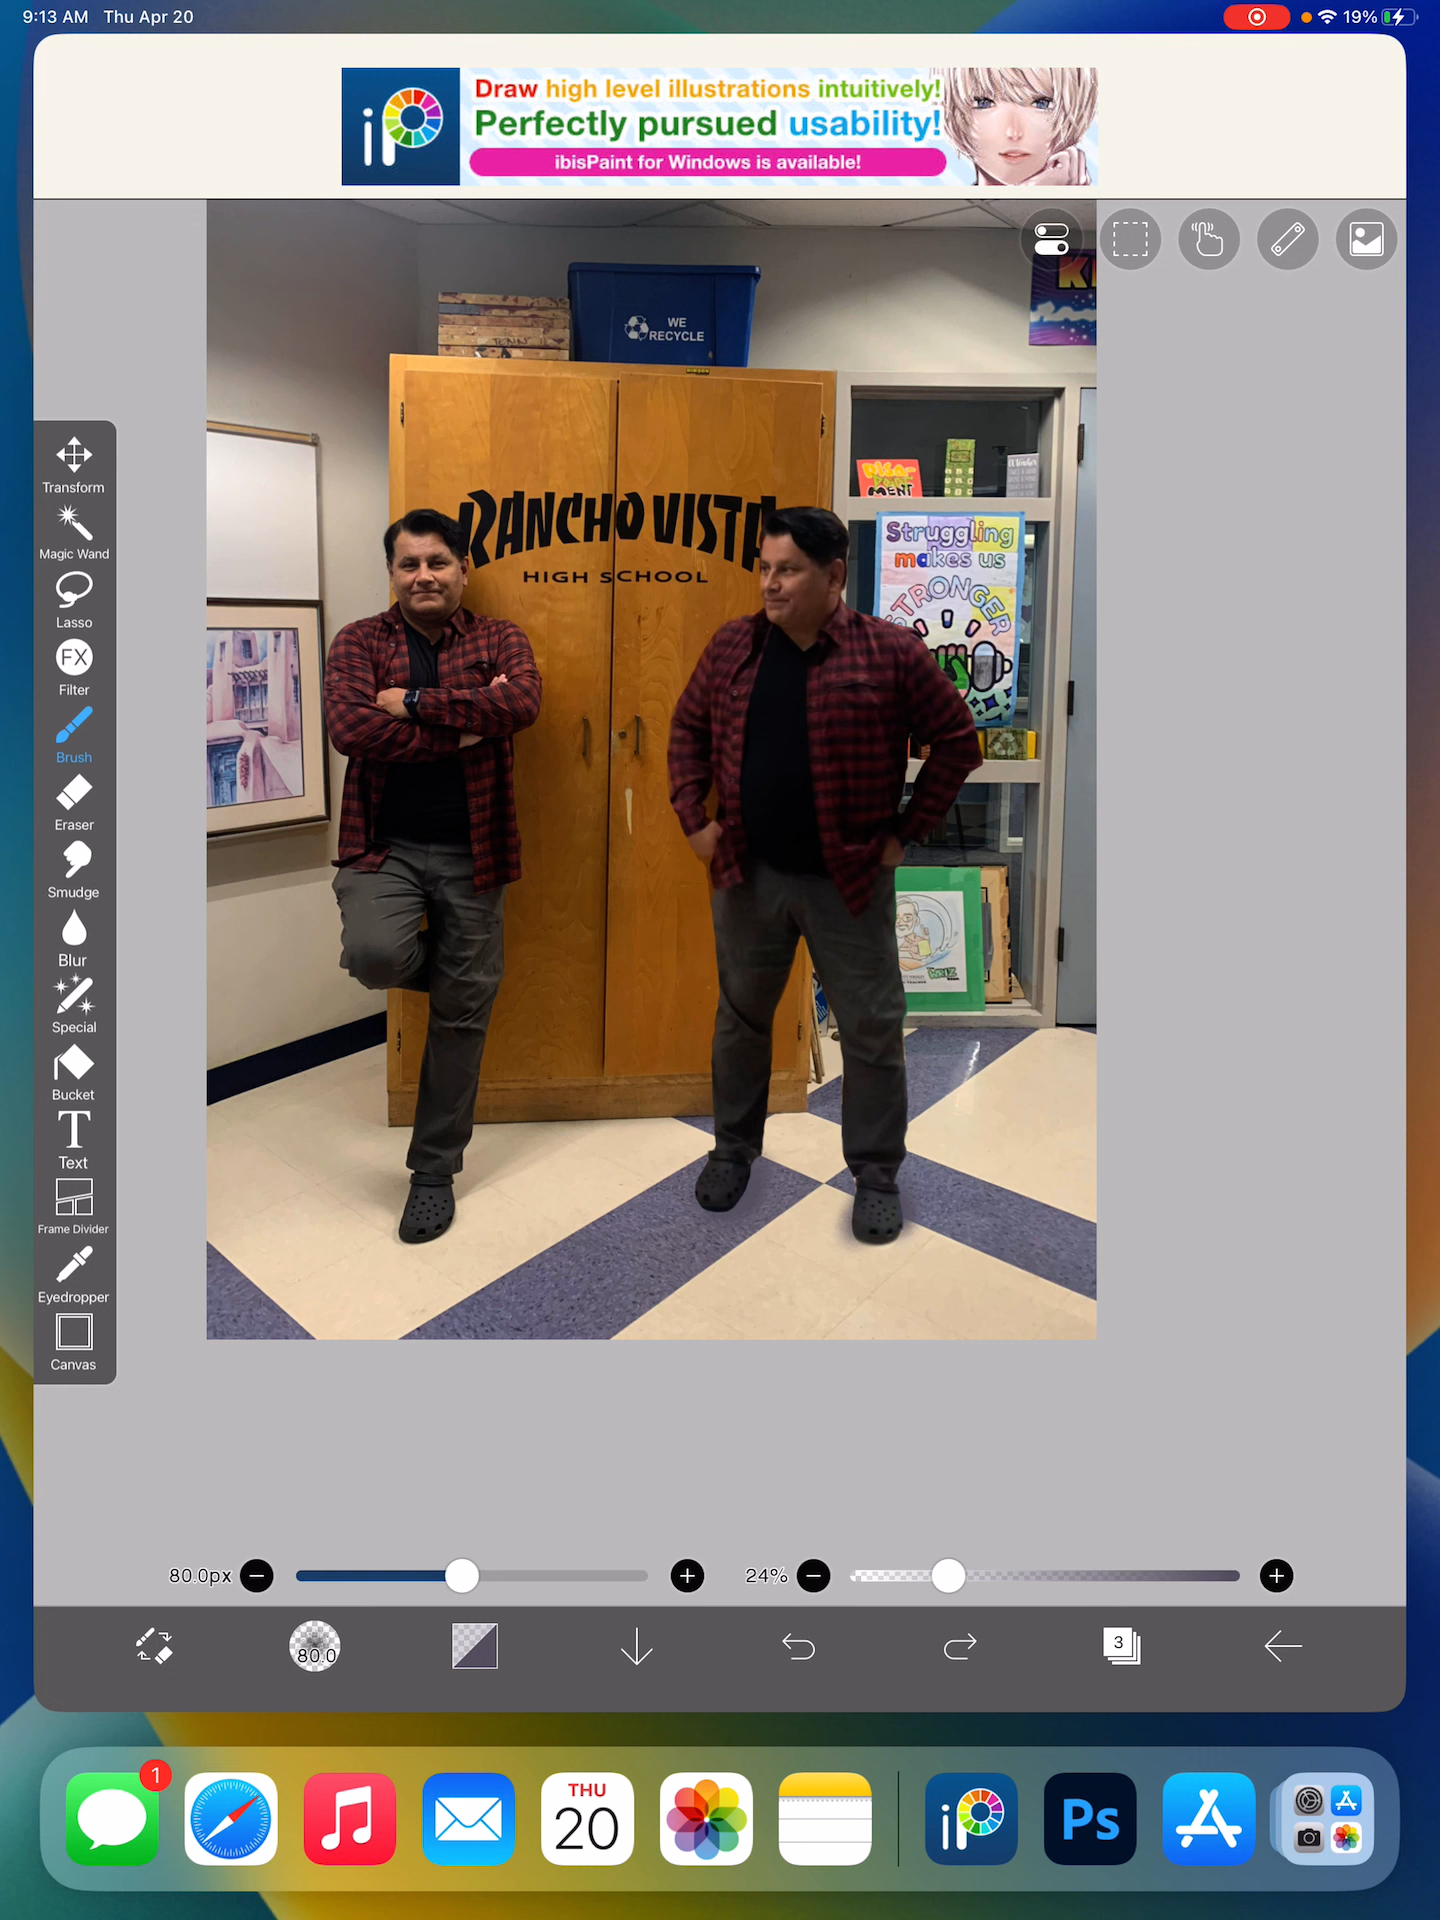 9:13 AM Thu Apr 20
19%
iP
Draw high level illustrations intuitively!
Perfectly pursued usability!
ibisPaint for Windows is available!
WE
RECYCLE
RANCHO VISTA
HIGH SCHOOL
Struggling
makes us
STRONGER
Transform
Magic Wand
Lasso
FX
Filter
Brush
Eraser
Smudge
Blur
Special
Bucket
T
Text
Frame Divider
Eyedropper
Canvas
80.0px
24%
80.0
3
1
THU
20
iP
Ps